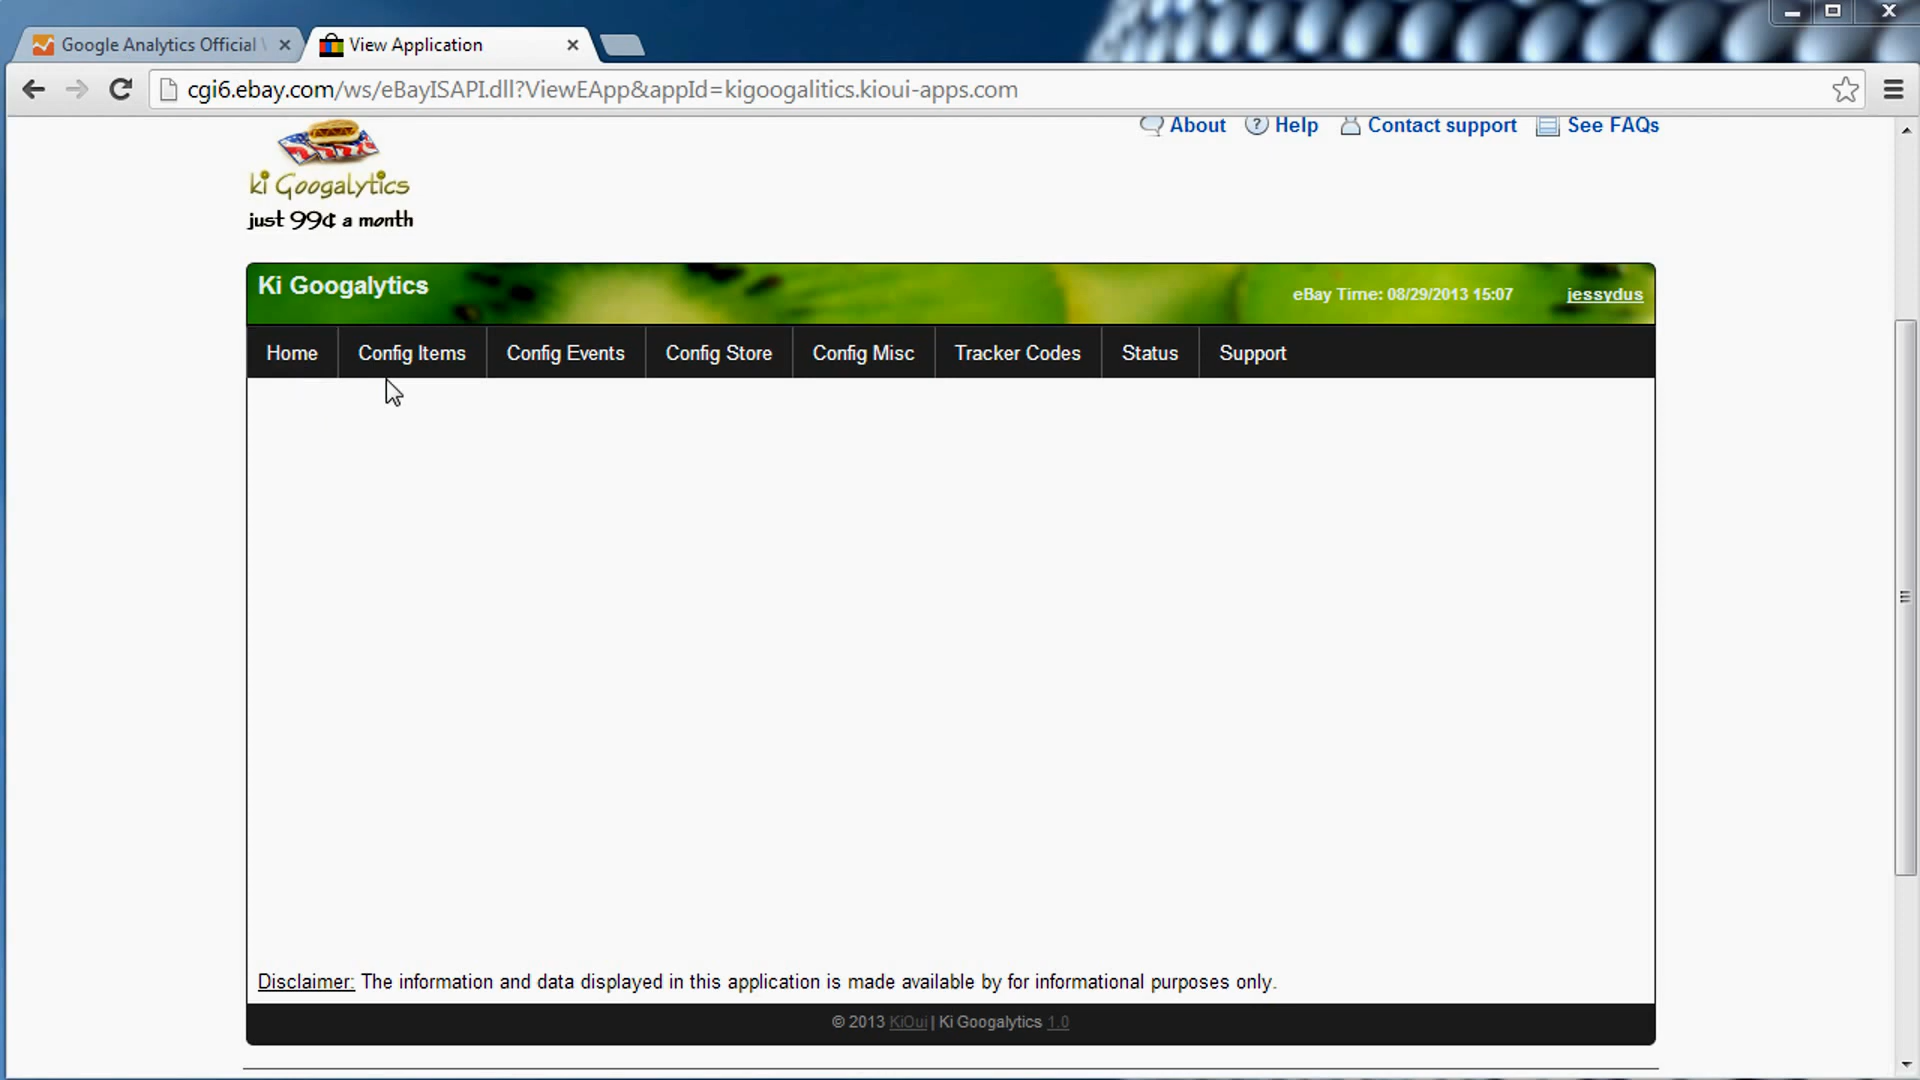 Google Analytics Official
View Application
cgi6.ebay.com/ws/eBayISAPI.dll?ViewEApp&appId=kigoogalitics.kioui-apps.com
About Help Contact support See FAQs
ki Googalytics
just 99¢ a month
Ki Googalytics
eBay Time: 08/29/2013 15:07 jessydus
Home Config Items Config Events Config Store Config Misc Tracker Codes Status Support
Disclaimer: The information and data displayed in this application is made available by for informational purposes only.
© 2013 KiOui | Ki Googalytics 1.0